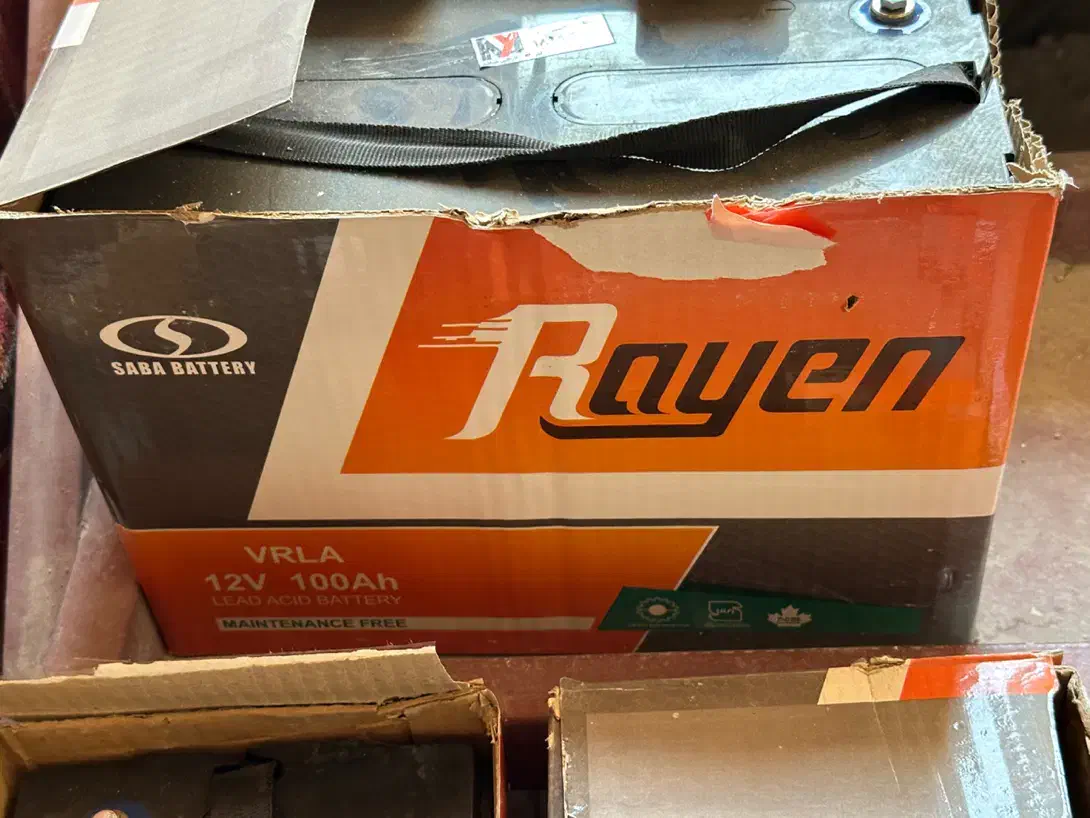 SABA BATTERY
Rayen
VRLA
12V 100Ah
LEAD ACID BATTERY
MAINTENANCE FREE